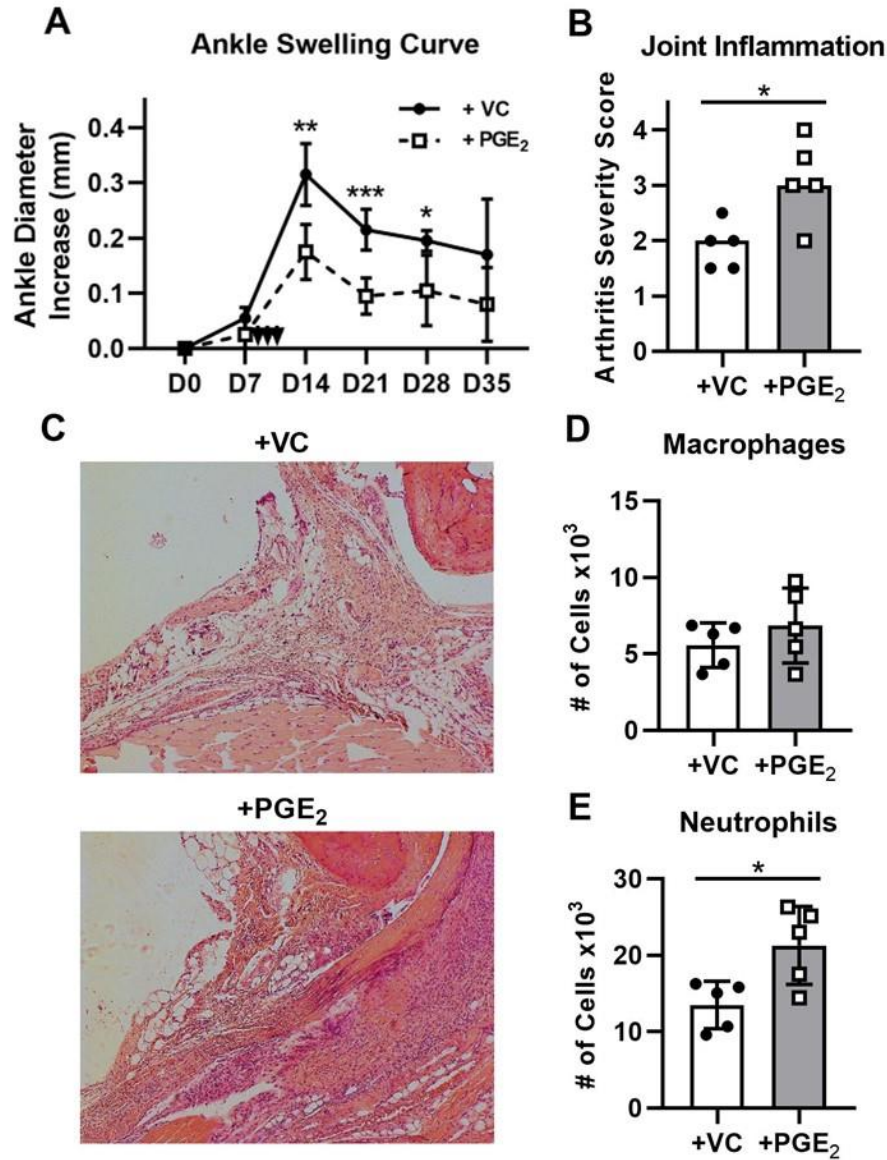 A
Ankle Swelling Curve
Ankle Diameter
Increase (mm)
0.4
0.3
0.2
0.1
0.0
+ VC
+ PGE₂
**
***
*
D0 D7 D14 D21 D28 D35
B
Joint Inflammation
Arthritis Severity Score
4
3
2
1
0
*
+VC +PGE₂
C
+VC
+PGE₂
D
Macrophages
# of Cells x10³
15
10
5
0
+VC +PGE₂
E
Neutrophils
# of Cells x10³
30
20
10
0
*
+VC +PGE₂